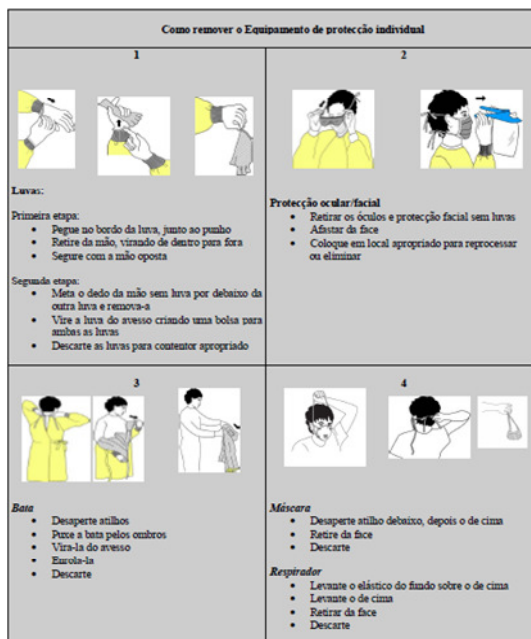 Como remover o Equipamento de protecção individual
1
Luvas:
Primeira etapa:
• Pegue no bordo da luva, junto ao punho
• Retire da mão, virando de dentro para fora
• Segure com a mão oposta
Segunda etapa:
• Meta o dedo da mão sem luva por debaixo da
outra luva e remova-a
• Vire a luva do avesso criando uma bolsa para
ambas as luvas
• Descarte as luvas para contentor apropriado
2
Protecção ocular/facial
• Retirar os óculos e protecção facial sem luvas
• Afastar da face
• Coloque em local apropriado para reprocessar
ou eliminar
3
Bata
• Desaperte atilhos
• Puxe a bata pelos ombros
• Vira-la do avesso
• Enrola-la
• Descarte
4
Máscara
• Desaperte atilho debaixo, depois o de cima
• Retire da face
• Descarte
Respirador
• Levante o elástico do fundo sobre o de cima
• Levante o de cima
• Retirar da face
• Descarte